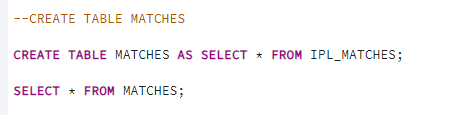 --CREATE TABLE MATCHES
CREATE TABLE MATCHES AS SELECT * FROM IPL_MATCHES;
SELECT * FROM MATCHES;